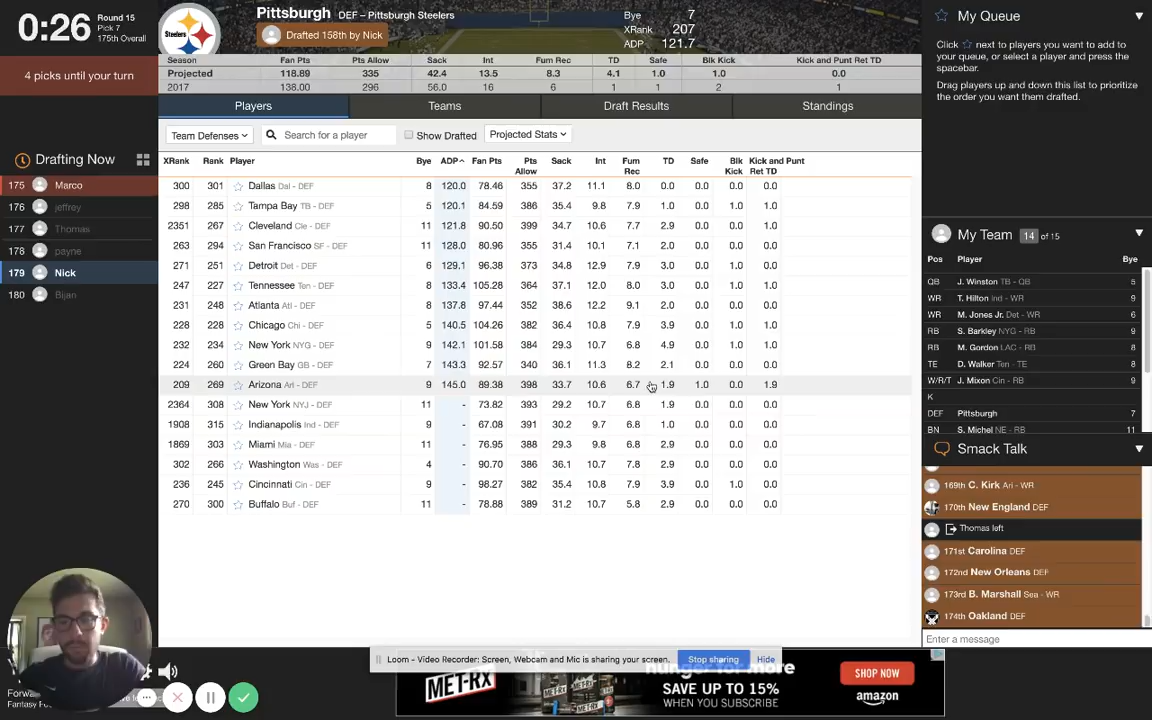 0:26
Round 15
Pick 7
175th Overall
4 picks until your turn
Drafting Now
175 Marco
176 jeffrey
177 Thomas
178 payne
179 Nick
180 Bijan
Steelers
Pittsburgh DEF – Pittsburgh Steelers
Drafted 158th by Nick
Bye 7
XRank 207
ADP 121.7
Season Fan Pts Pts Allow Sack Int Fum Rec TD Safe Blk Kick Kick and Punt Ret TD
Projected 118.89 335 42.4 13.5 8.3 4.1 1.0 1.0 0.0
2017 138.00 296 56.0 16 6 1 1 2 1
Players Teams Draft Results Standings
Team Defenses Search for a player Show Drafted Projected Stats
XRank Rank Player Bye ADP Fan Pts Pts Allow Sack Int Fum Rec TD Safe Blk Kick Kick and Punt Ret TD
300 301 Dallas Dal - DEF 8 120.0 78.46 355 37.2 11.1 8.0 0.0 0.0 0.0 0.0
298 285 Tampa Bay TB - DEF 5 120.1 84.59 386 35.4 9.8 7.9 1.0 0.0 1.0 0.0
2351 267 Cleveland Cle - DEF 11 121.8 90.50 399 34.7 10.6 7.7 2.9 0.0 0.0 0.0
263 294 San Francisco SF - DEF 11 128.0 80.96 355 31.4 10.1 7.1 2.0 0.0 0.0 0.0
271 251 Detroit Det - DEF 6 129.1 96.38 373 34.8 12.9 7.9 3.0 0.0 1.0 0.0
247 227 Tennessee Ten - DEF 8 133.4 105.28 364 37.1 12.0 8.0 3.0 0.0 1.0 1.0
231 248 Atlanta Atl - DEF 8 137.8 97.44 352 38.6 12.2 9.1 2.0 0.0 0.0 0.0
228 228 Chicago Chi - DEF 5 140.5 104.26 382 36.4 10.8 7.9 3.9 0.0 1.0 1.0
232 234 New York NYG - DEF 9 142.1 101.58 384 29.3 10.7 6.8 4.9 0.0 1.0 0.0
224 260 Green Bay GB - DEF 7 143.3 92.57 340 36.1 11.3 8.2 2.1 0.0 0.0 0.0
209 269 Arizona Ari - DEF 9 145.0 89.38 398 33.7 10.6 6.7 1.9 1.0 0.0 1.9
2364 308 New York NYJ - DEF 11 - 73.82 393 29.2 10.7 6.8 1.9 0.0 0.0 0.0
1908 315 Indianapolis Ind - DEF 9 - 67.08 391 30.2 9.7 6.8 1.0 0.0 0.0 0.0
1869 303 Miami Mia - DEF 11 - 76.95 388 29.3 9.8 6.8 2.9 0.0 0.0 0.0
302 266 Washington Was - DEF 4 - 90.70 386 36.1 10.7 7.8 2.9 0.0 0.0 0.0
236 245 Cincinnati Cin - DEF 9 - 98.27 382 35.4 10.8 7.9 3.9 0.0 1.0 0.0
270 300 Buffalo Buf - DEF 11 - 78.88 389 31.2 10.7 5.8 2.9 0.0 0.0 0.0
My Queue
Click next to players you want to add to
your queue, or select a player and press the
spacebar.
Drag players up and down this list to prioritize
the order you want them drafted.
My Team 14 of 15
Pos Player Bye
QB J. Winston TB - QB 5
WR T. Hilton Ind - WR 9
WR M. Jones Jr. Det - WR 6
RB S. Barkley NYG - RB 9
RB M. Gordon LAC - RB 8
TE D. Walker Ten - TE 8
W/R/T J. Mixon Cin - RB 9
K
DEF Pittsburgh 7
BN S. Michel NE - RB 11
Smack Talk
169th C. Kirk Ari - WR
170th New England DEF
Thomas left
171st Carolina DEF
172nd New Orleans DEF
173rd B. Marshall Sea - WR
174th Oakland DEF
Enter a message
Loom – Video Recorder: Screen, Webcam and Mic is sharing your screen. Stop sharing Hide
hunger for more
MET-RX SAVE UP TO 15%
WHEN YOU SUBSCRIBE
SHOP NOW
amazon
Forwar
Fantasy Fo